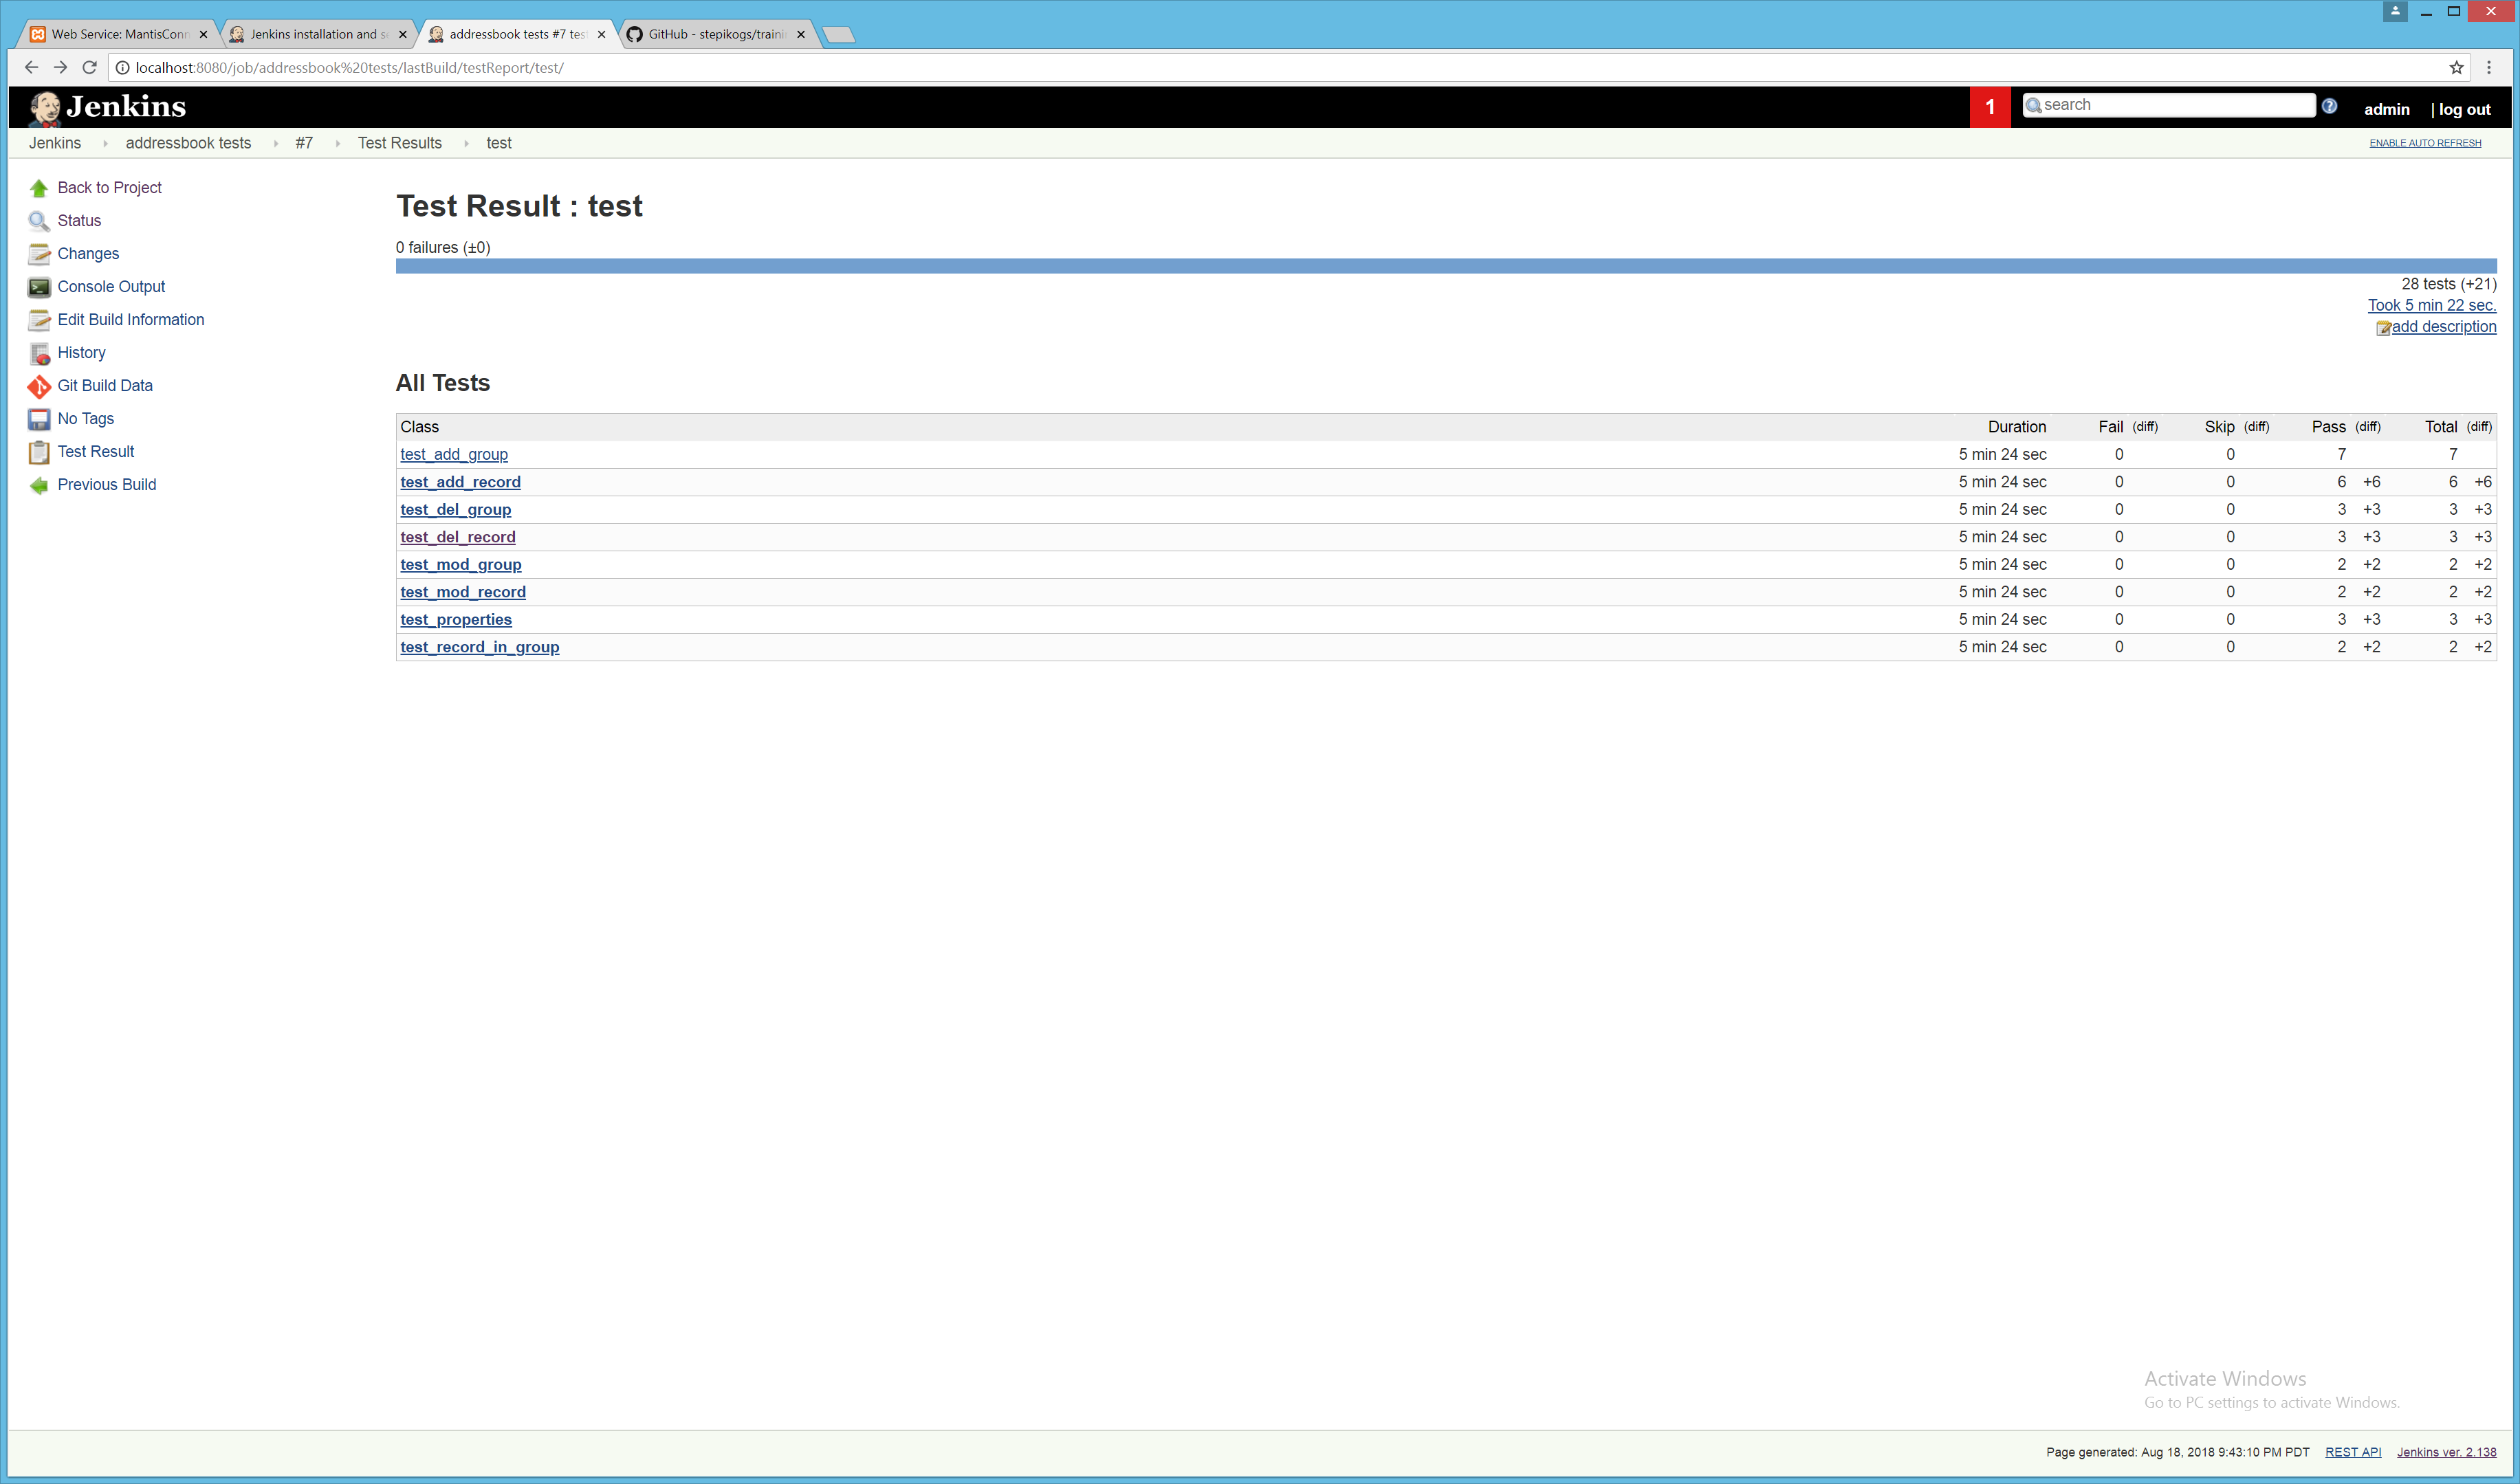 Web Service: MantisConn
Jenkins installation and se
addressbook tests #7 test
GitHub - stepikogs/traini
localhost:8080/job/addressbook%20tests/lastBuild/testReport/test/
Jenkins
1
search
admin
| log out
Jenkins
addressbook tests
#7
Test Results
test
ENABLE AUTO REFRESH
Back to Project
Status
Changes
Console Output
Edit Build Information
History
Git Build Data
No Tags
Test Result
Previous Build
Test Result : test
0 failures (±0)
28 tests (+21)
Took 5 min 22 sec.
add description
All Tests
Class Duration Fail (diff) Skip (diff) Pass (diff) Total (diff)
test_add_group 5 min 24 sec 0 0 7 7
test_add_record 5 min 24 sec 0 0 6 +6 6 +6
test_del_group 5 min 24 sec 0 0 3 +3 3 +3
test_del_record 5 min 24 sec 0 0 3 +3 3 +3
test_mod_group 5 min 24 sec 0 0 2 +2 2 +2
test_mod_record 5 min 24 sec 0 0 2 +2 2 +2
test_properties 5 min 24 sec 0 0 3 +3 3 +3
test_record_in_group 5 min 24 sec 0 0 2 +2 2 +2
Activate Windows
Go to PC settings to activate Windows.
Page generated: Aug 18, 2018 9:43:10 PM PDT REST API Jenkins ver. 2.138